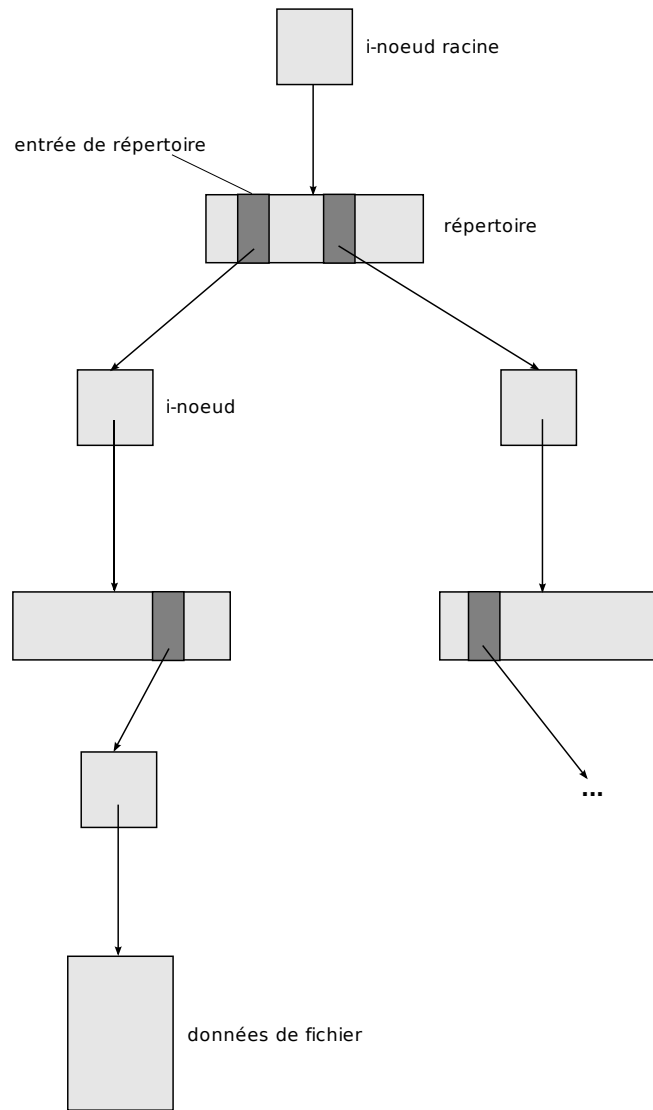 i-noeud racine
entrée de répertoire
répertoire
i-noeud
...
données de fichier